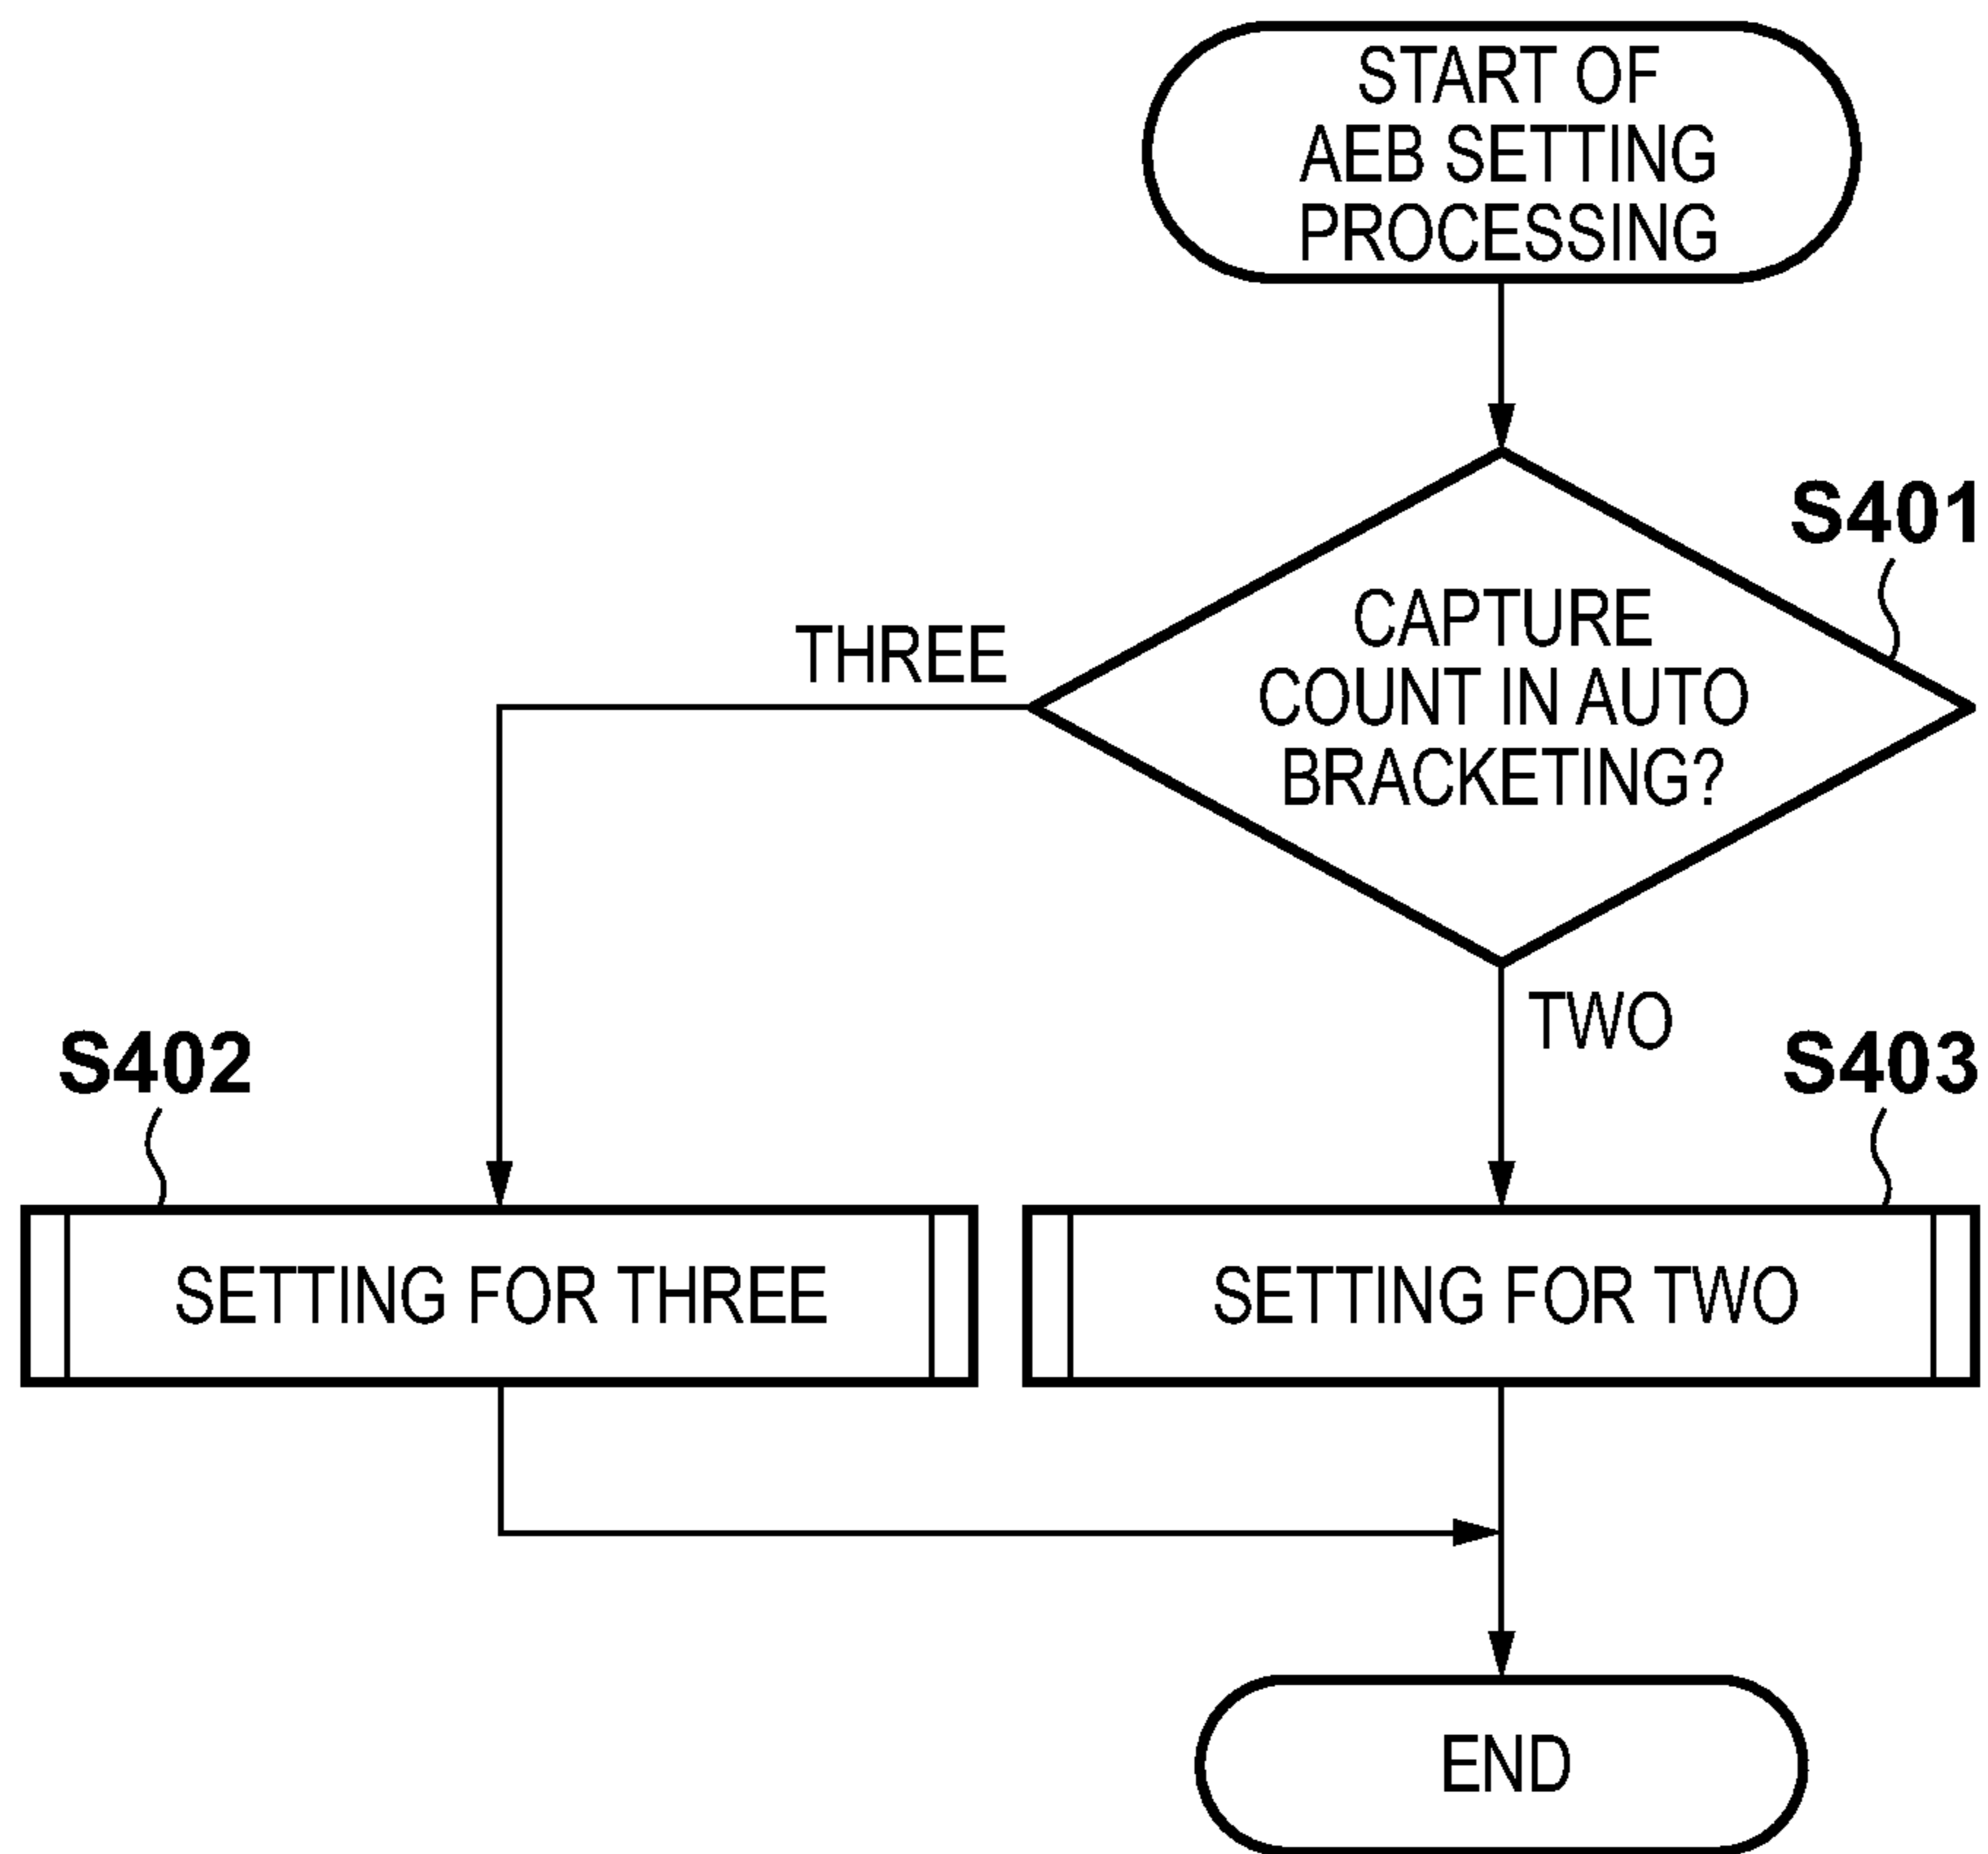 START OF
AEB SETTING
PROCESSING
S401
CAPTURE
COUNT IN AUTO
BRACKETING?
THREE
TWO
S402
S403
SETTING FOR THREE
SETTING FOR TWO
END